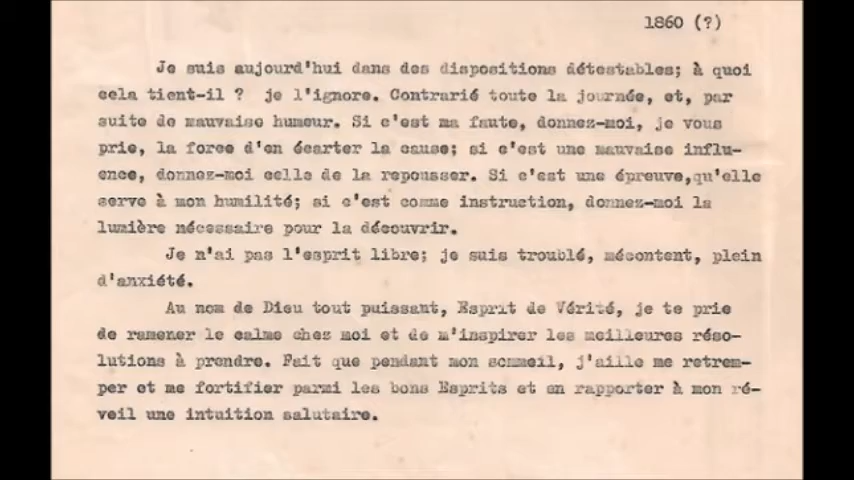 1860 (?)
Je suis aujourd'hui dans des dispositions détestables; à quoi
cela tient-il ? je l'ignore. Contrarié toute la journée, et, par
suite de mauvaise humeur. Si c'est ma faute, donnez-moi, je vous
prie, la force d'en écarter la cause; si c'est une mauvaise influ-
ence, donnez-moi celle de la repousser. Si c'est une épreuve,qu'elle
serve à mon humilité; si c'est comme instruction, donnez-moi la
lumière nécessaire pour la découvrir.
Je n'ai pas l'esprit libre; je suis troublé, mécontent, plein
d'anxiété.
Au nom de Dieu tout puissant, Esprit de Vérité, je te prie
de ramener le calme chez moi et de m'inspirer les meilleures réso-
lutions à prendre. Fait que pendant mon sommeil, j'aille me retrem-
per et me fortifier parmi les bons Esprits et en rapporter à mon ré-
veil une intuition salutaire.